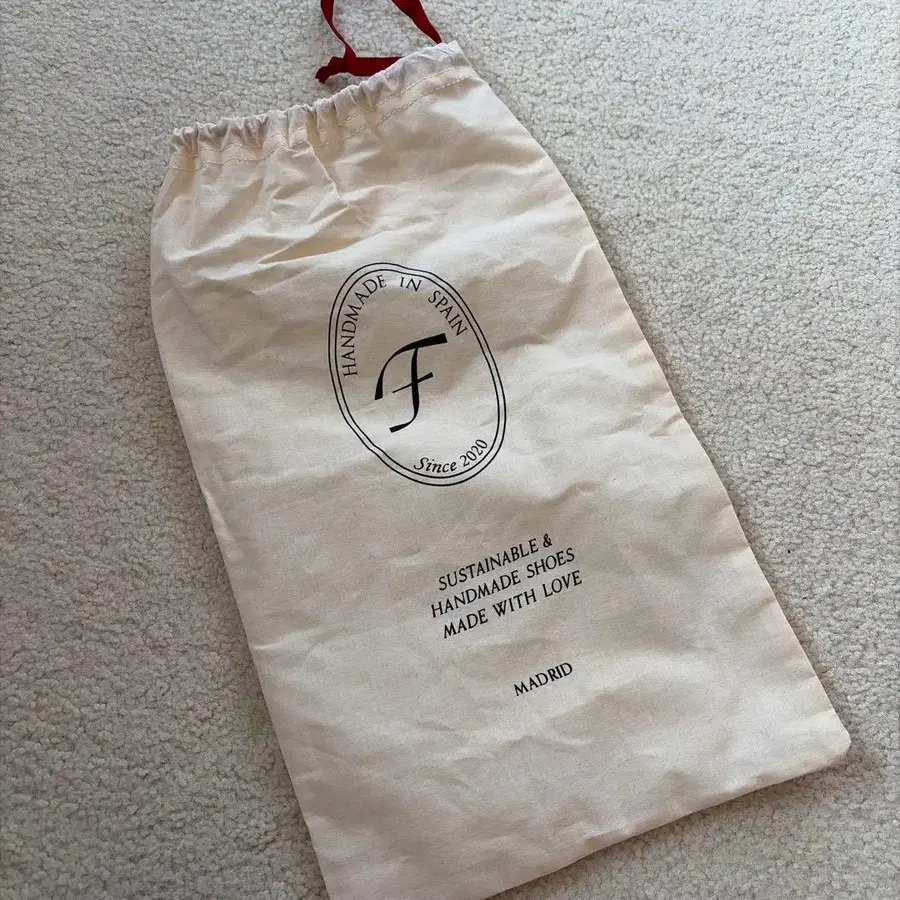 HANDMADE IN SPAIN
F
Since 2020
SUSTAINABLE &
HANDMADE SHOES
MADE WITH LOVE
MADRID